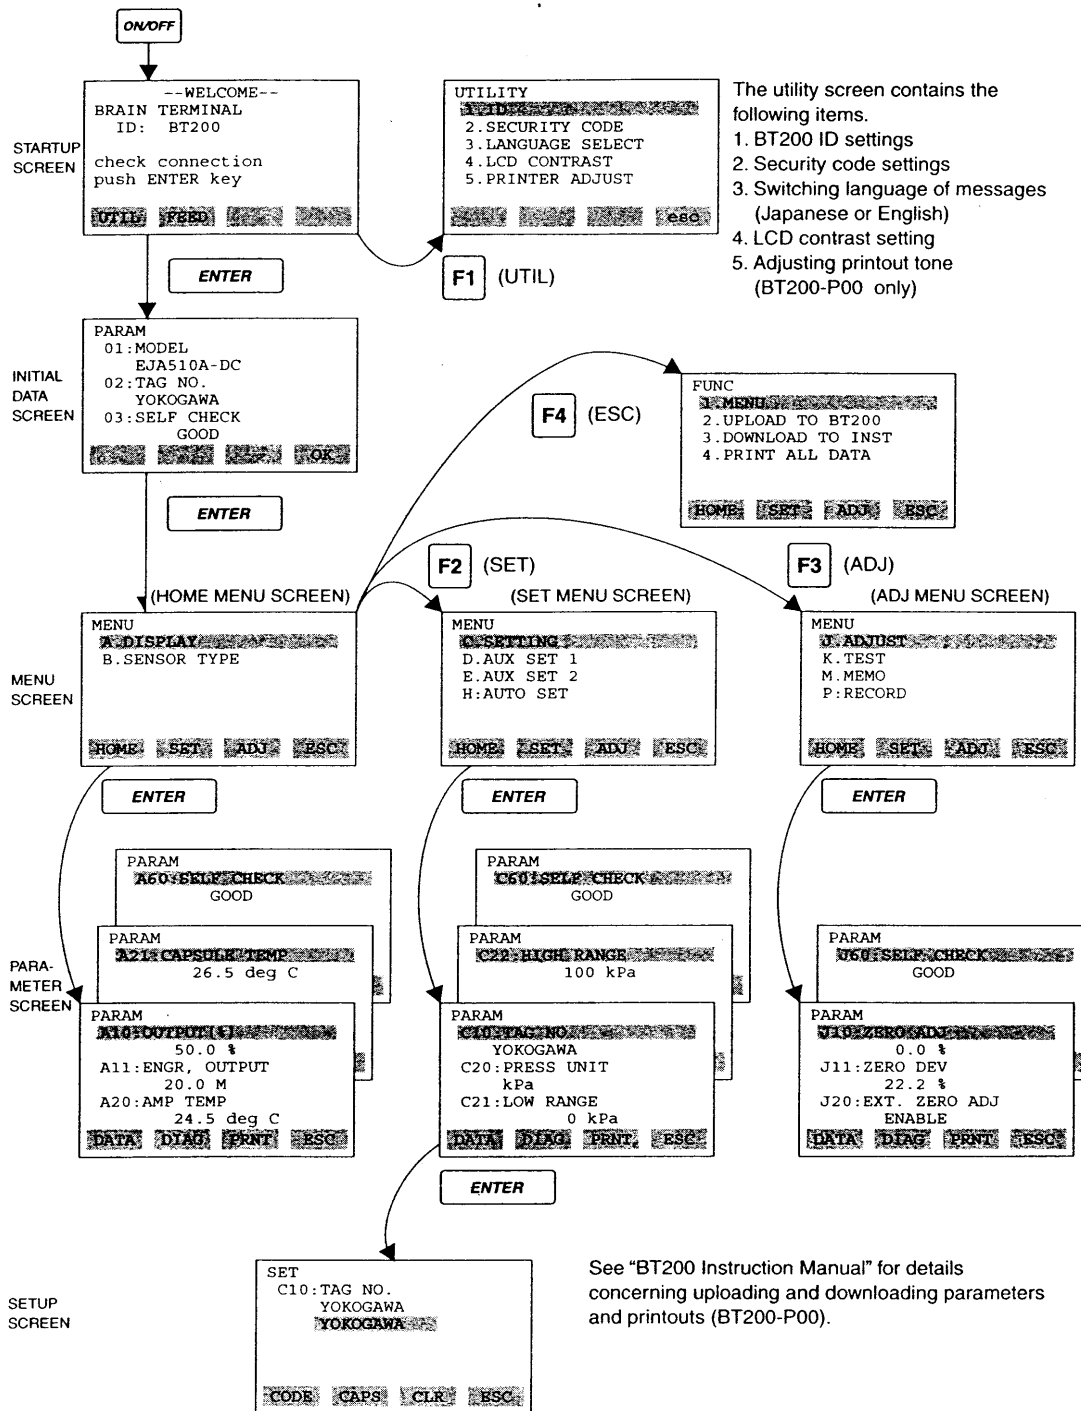 ON/OFF
--WELCOME--
BRAIN TERMINAL
ID: BT200
check connection
push ENTER key
UTIL FEED
STARTUP
SCREEN
UTILITY
1.ID
2.SECURITY CODE
3.LANGUAGE SELECT
4.LCD CONTRAST
5.PRINTER ADJUST
esc
The utility screen contains the
following items.
1. BT200 ID settings
2. Security code settings
3. Switching language of messages
(Japanese or English)
4. LCD contrast setting
5. Adjusting printout tone
(BT200-P00 only)
ENTER
F1 (UTIL)
INITIAL
DATA
SCREEN
PARAM
01:MODEL
EJA510A-DC
02:TAG NO.
YOKOGAWA
03:SELF CHECK
GOOD
OK
F4 (ESC)
FUNC
1.MENU
2.UPLOAD TO BT200
3.DOWNLOAD TO INST
4.PRINT ALL DATA
HOME SET ADJ ESC
ENTER
F2 (SET)
F3 (ADJ)
(HOME MENU SCREEN)
(SET MENU SCREEN)
(ADJ MENU SCREEN)
MENU
SCREEN
MENU
A.DISPLAY
B.SENSOR TYPE
HOME SET ADJ ESC
MENU
C.SETTING
D.AUX SET 1
E.AUX SET 2
H:AUTO SET
HOME SET ADJ ESC
MENU
J.ADJUST
K.TEST
M.MEMO
P:RECORD
HOME SET ADJ ESC
ENTER
ENTER
ENTER
PARA-
METER
SCREEN
PARAM
A60:SELF CHECK
GOOD
PARAM
A21:CAPSULE TEMP
26.5 deg C
PARAM
A10:OUTPUT[%]
50.0 %
A11:ENGR, OUTPUT
20.0 M
A20:AMP TEMP
24.5 deg C
DATA DIAG PRNT ESC
PARAM
C60:SELF CHECK
GOOD
PARAM
C22:HIGH RANGE
100 kPa
PARAM
C10:TAG NO.
YOKOGAWA
C20:PRESS UNIT
kPa
C21:LOW RANGE
0 kPa
DATA DIAG PRNT ESC
PARAM
J60:SELF CHECK
GOOD
PARAM
J10:ZERO ADJ
0.0 %
J11:ZERO DEV
22.2 %
J20:EXT. ZERO ADJ
ENABLE
DATA DIAG PRNT ESC
ENTER
SETUP
SCREEN
SET
C10:TAG NO.
YOKOGAWA
YOKOGAWA
CODE CAPS CLR ESC
See “BT200 Instruction Manual” for details
concerning uploading and downloading parameters
and printouts (BT200-P00).